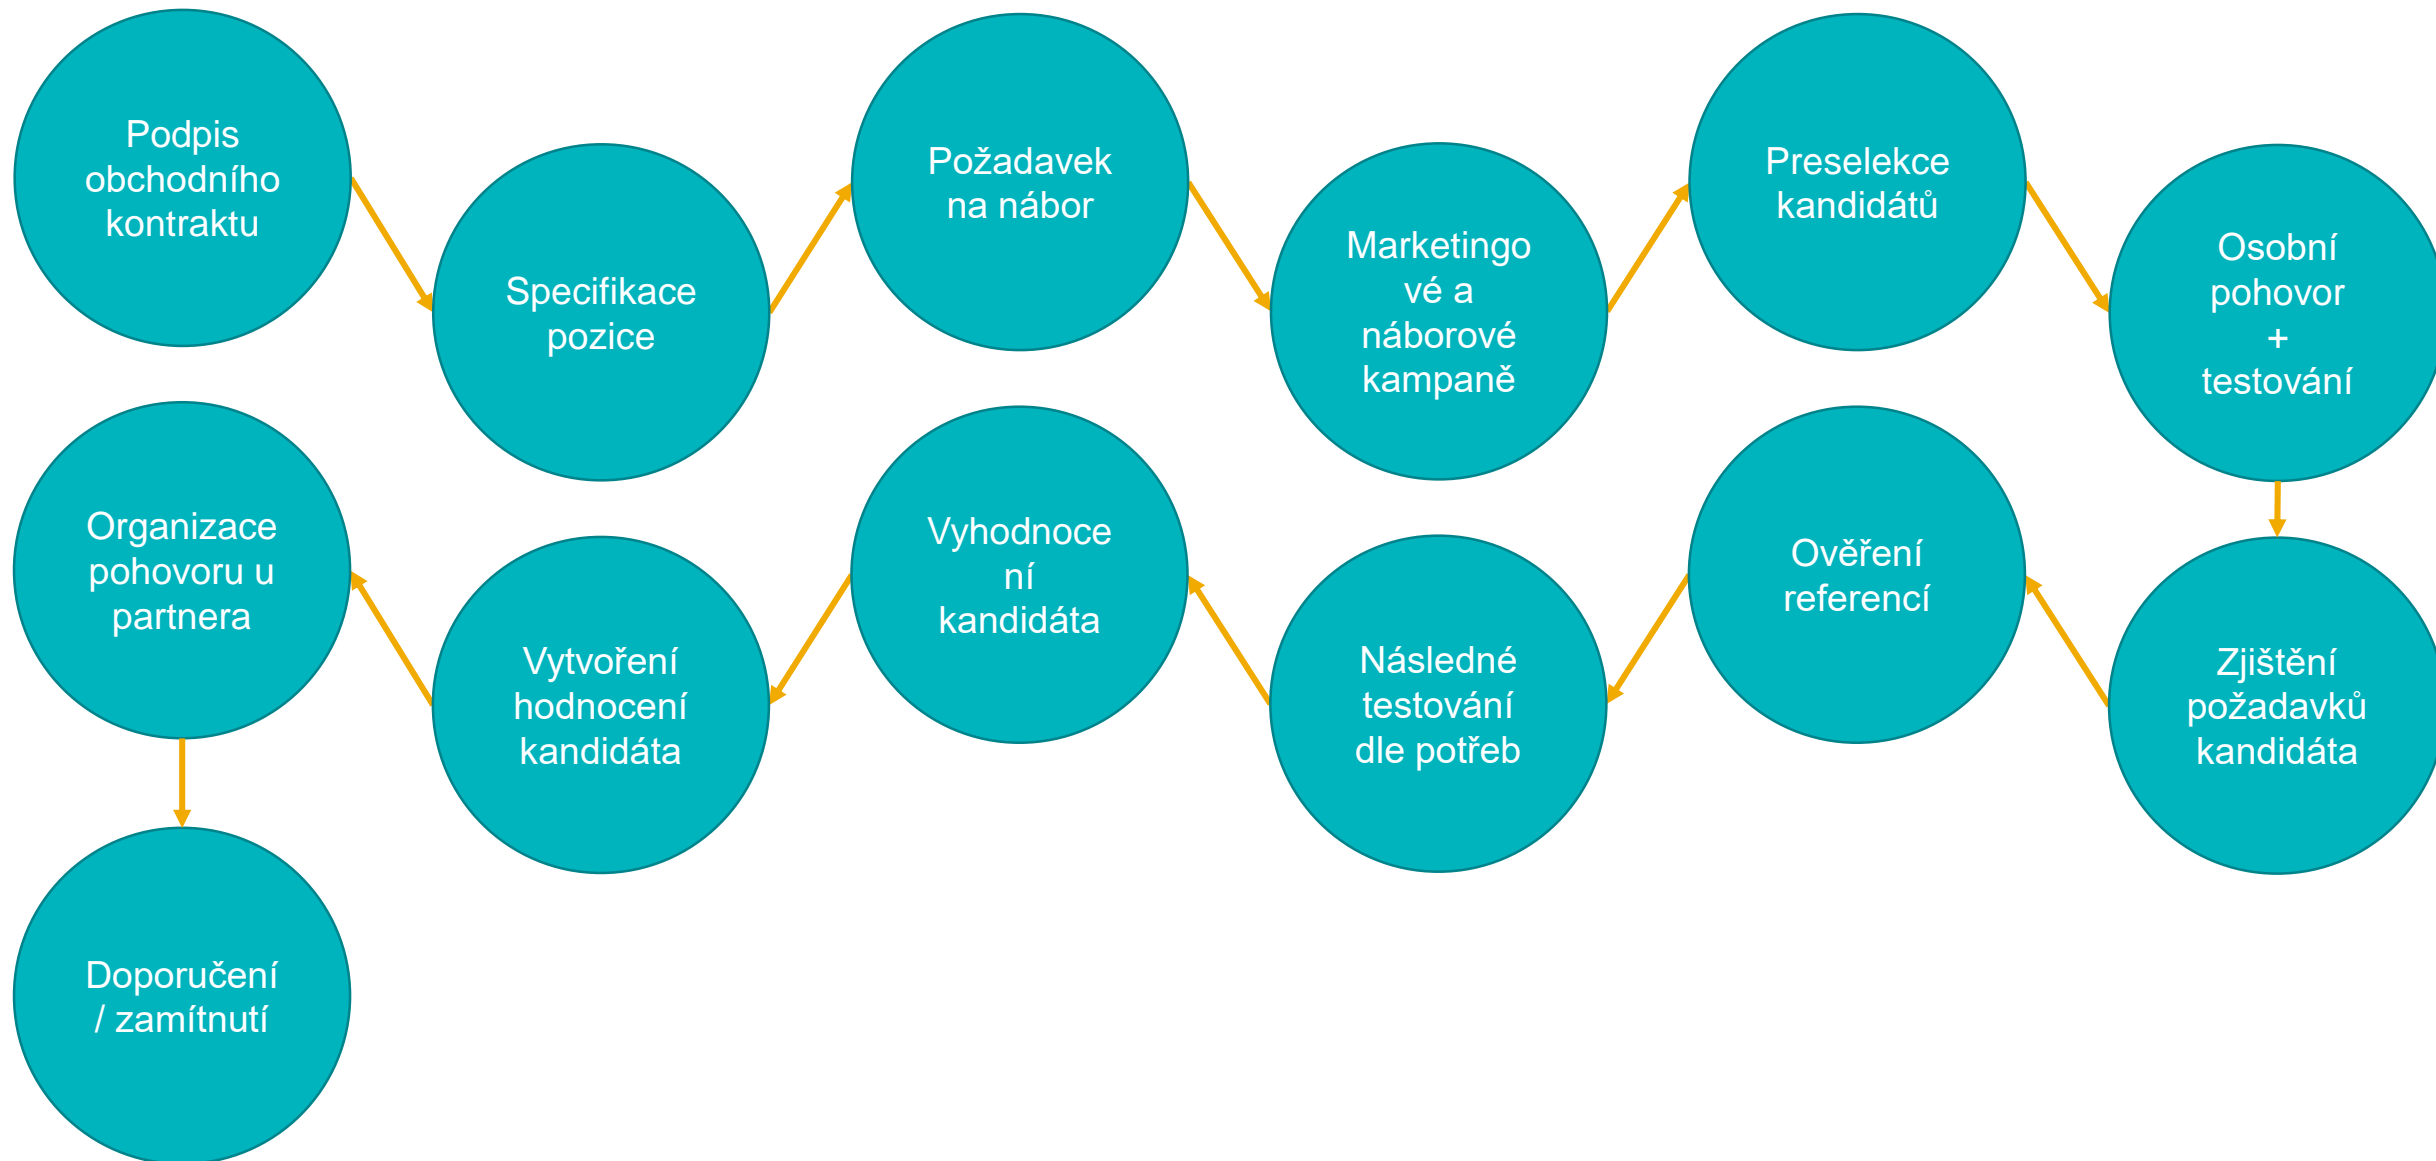 Podpis
obchodního
kontraktu
Specifikace
pozice
Požadavek
na nábor
Marketingo
vé a
náborové
kampaně
Preselekce
kandidátů
Osobní
pohovor
+
testování
Zjištění
požadavků
kandidáta
Ověření
referencí
Následné
testování
dle potřeb
Vyhodnoce
ní
kandidáta
Vytvoření
hodnocení
kandidáta
Organizace
pohovoru u
partnera
Doporučení
/ zamítnutí